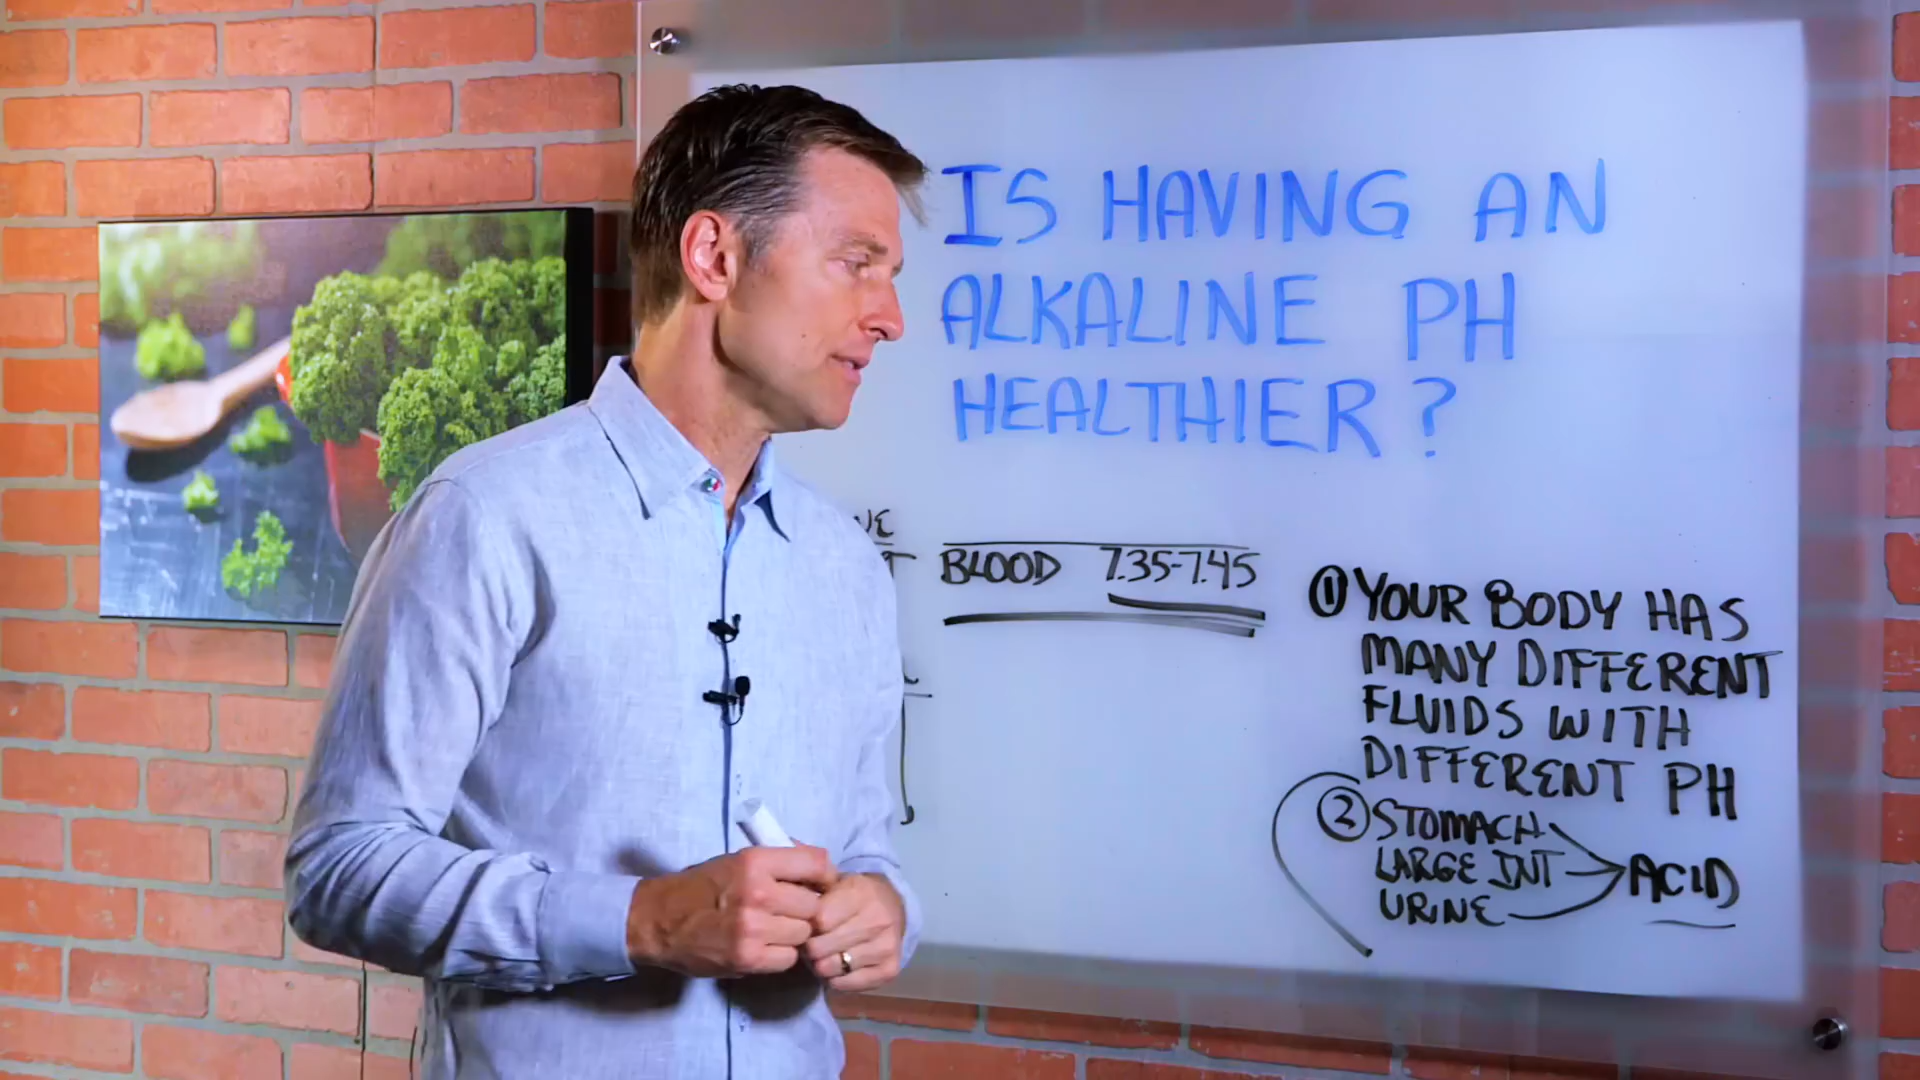 IS HAVING AN
ALKALINE PH
HEALTHIER?
BLOOD 7.35-7.45
① YOUR BODY HAS
MANY DIFFERENT
FLUIDS WITH
DIFFERENT PH
② STOMACH
LARGE INT
URINE
ACID